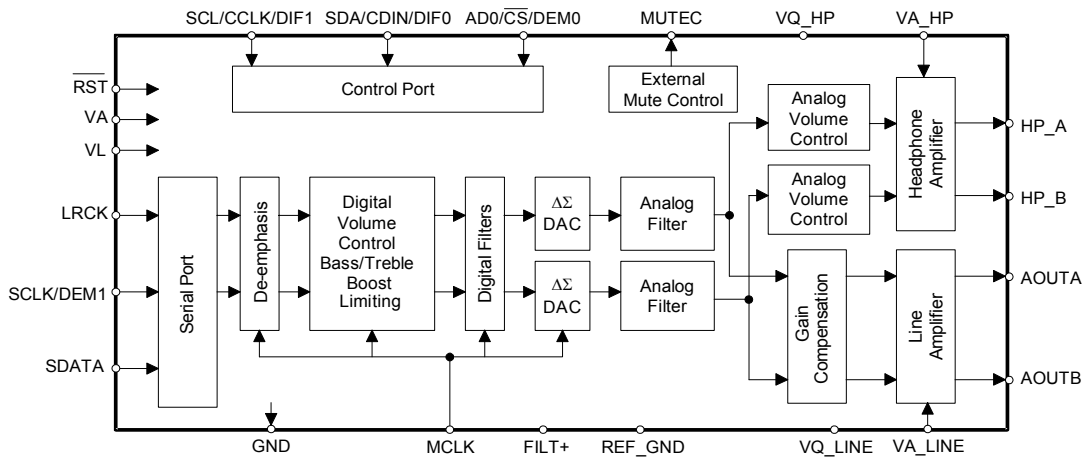 SCL/CCLK/DIF1
SDA/CDIN/DIF0
AD0/CS/DEM0
MUTEC
VQ_HP
VA_HP
RST
VA
VL
LRCK
SCLK/DEM1
SDATA
Control Port
External
Mute Control
Analog
Volume
Control
Analog
Volume
Control
Headphone
Amplifier
HP_A
HP_B
Serial Port
De-emphasis
Digital
Volume
Control
Bass/Treble
Boost
Limiting
Digital Filters
ΔΣ
DAC
ΔΣ
DAC
Analog
Filter
Analog
Filter
Gain
Compensation
Line
Amplifier
AOUTA
AOUTB
GND
MCLK
FILT+
REF_GND
VQ_LINE
VA_LINE